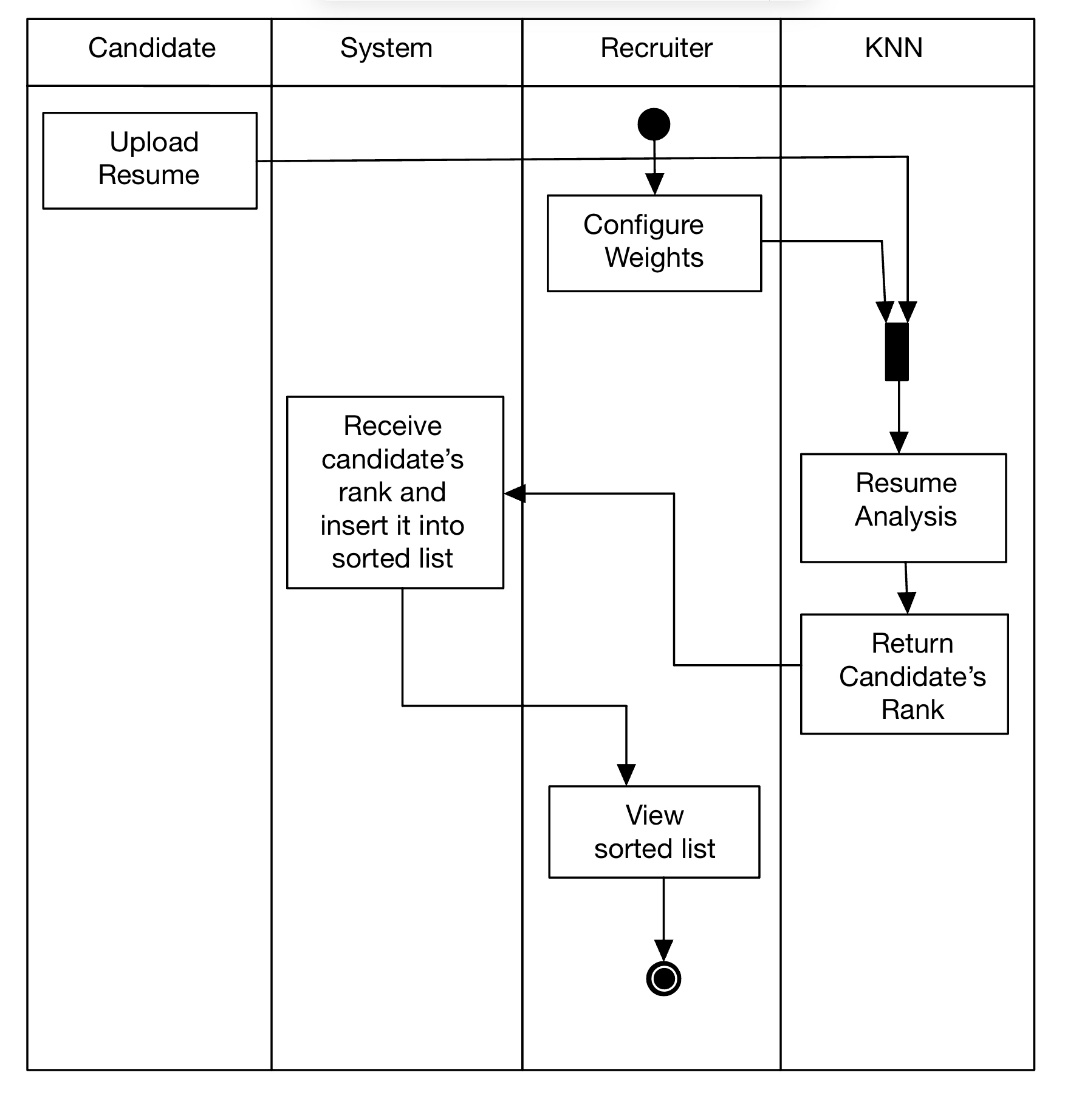 Candidate
System
Recruiter
KNN
Upload
Resume
Configure
Weights
Receive
candidate’s
rank and
insert it into
sorted list
Resume
Analysis
Return
Candidate’s
Rank
View
sorted list